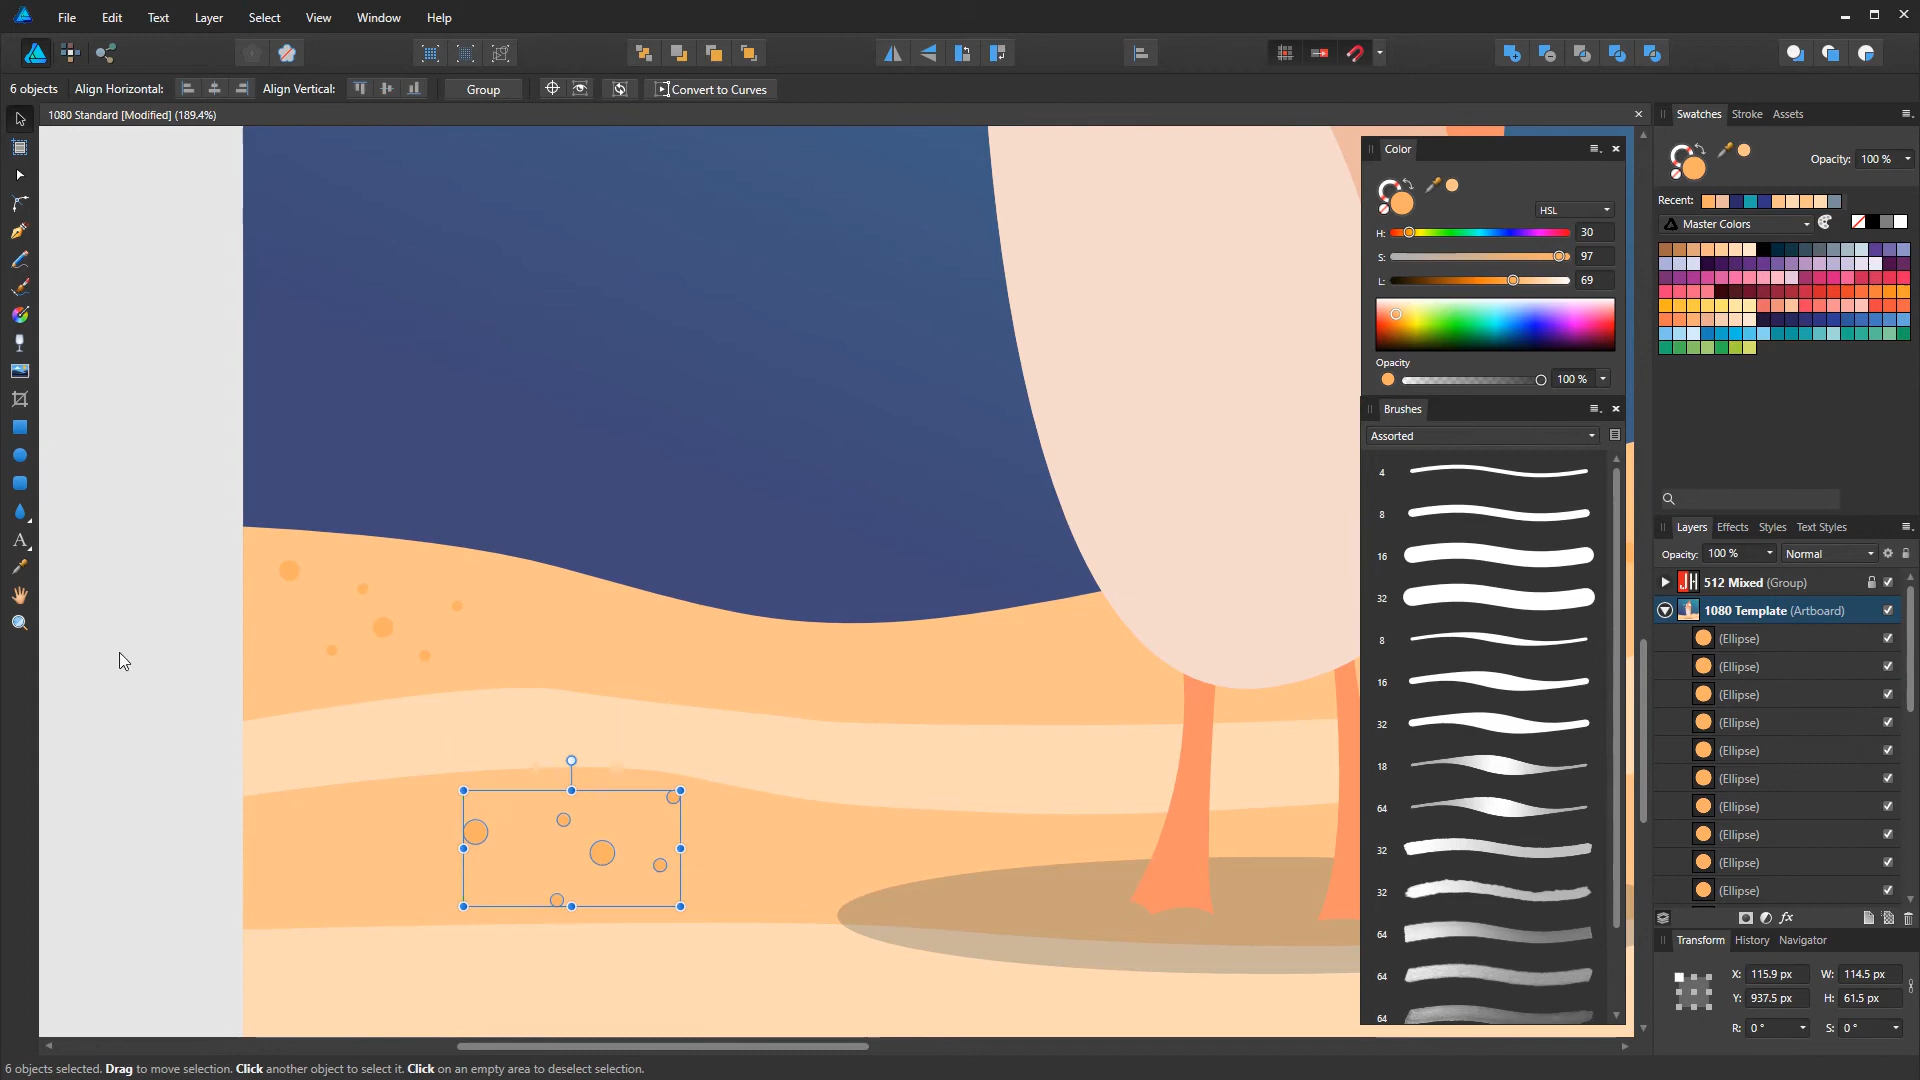 File Edit Text Layer Select View Window Help
6 objects Align Horizontal: Align Vertical: Group Convert to Curves
1080 Standard [Modified] (189.4%)
Swatches Stroke Assets
Color
Opacity: 100 %
Recent:
HSL
Master Colors
H: 30
S: 97
L: 69
Opacity
100 %
Brushes
Assorted
4
8
16
32
8
16
32
18
64
32
32
64
64
64
Layers Effects Styles Text Styles
Opacity: 100 % Normal
512 Mixed (Group)
1080 Template (Artboard)
(Ellipse)
(Ellipse)
(Ellipse)
(Ellipse)
(Ellipse)
(Ellipse)
(Ellipse)
(Ellipse)
(Ellipse)
(Ellipse)
fx
Transform History Navigator
X: 115.9 px W: 114.5 px
Y: 937.5 px H: 61.5 px
R: 0 ° S: 0 °
6 objects selected. Drag to move selection. Click another object to select it. Click on an empty area to deselect selection.